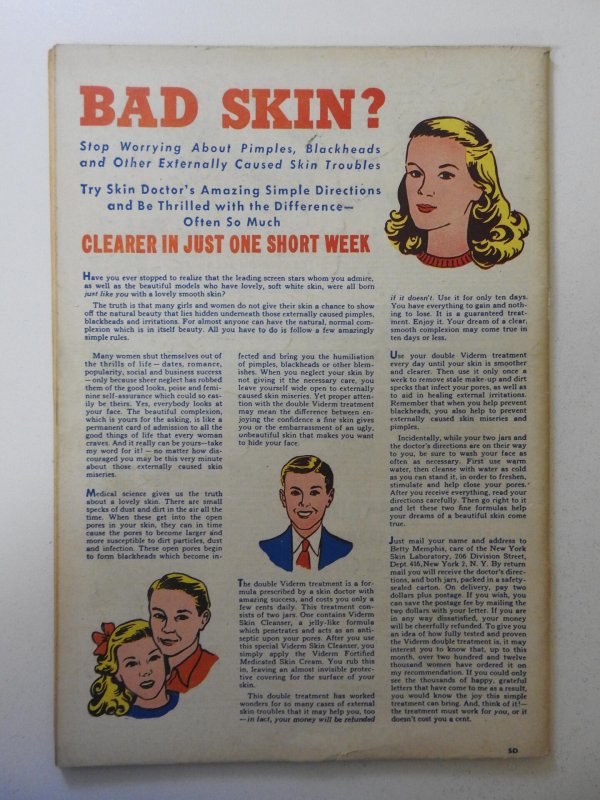 BAD SKIN?
Stop Worrying About Pimples, Blackheads
and Other Externally Caused Skin Troubles
Try Skin Doctor's Amazing Simple Directions
and Be Thrilled with the Difference—
Often So Much
CLEARER IN JUST ONE SHORT WEEK
Have you ever stopped to realize that the leading screen stars whom you admire,
as well as the beautiful models who have lovely, soft white skin, were all born
just like you with a lovely smooth skin?
The truth is that many girls and women do not give their skin a chance to show
off the natural beauty that lies hidden underneath those externally caused pimples,
blackheads and irritations. For almost anyone can have the natural, normal com-
plexion which is in itself beauty. All you have to do is follow a few amazingly
simple rules.
Many women shut themselves out of
the thrills of life — dates, romance,
popularity, social and business success
— only because sheer neglect has robbed
them of the good looks, poise and femi-
nine self-assurance which could so eas-
ily be theirs. Yes, everybody looks at
your face. The beautiful complexion,
which is yours for the asking, is like a
permanent card of admission to all the
good things of life that every woman
craves. And it really can be yours—take
my word for it! — no matter how dis-
couraged you may be this very minute
about those externally caused skin
miseries.
Medical science gives us the truth
about a lovely skin. There are small
specks of dust and dirt in the air all the
time. When these get into the open
pores in your skin, they can in time
cause the pores to become larger and
more susceptible to dirt particles, dust
and infection. These open pores begin
to form blackheads which become in-
fected and bring you the humiliation
of pimples, blackheads or other blem-
ishes. When you neglect your skin by
not giving it the necessary care, you
leave yourself wide open to externally
caused skin miseries. Yet proper atten-
tion with the double Viderm treatment
may mean the difference between en-
joying the confidence a fine skin gives
you or the embarrassment of an ugly,
unbeautiful skin that makes you want
to hide your face.
The double Viderm treatment is a for-
mula prescribed by a skin doctor with
amazing success, and costs you only a
few cents daily. This treatment con-
sists of two jars. One contains Viderm
Skin Cleanser, a jelly-like formula
which penetrates and acts as an anti-
septic upon your pores. After you use
this special Viderm Skin Cleanser, you
simply apply the Viderm Fortified
Medicated Skin Cream. You rub this
in, leaving an almost invisible protec-
tive covering for the surface of your
skin.
This double treatment has worked
wonders for so many cases of external
skin troubles that it may help you, too
—in fact, your money will be refunded
if it doesn't. Use it for only ten days.
You have everything to gain and noth-
ing to lose. It is a guaranteed treat-
ment. Enjoy it. Your dream of a clear,
smooth complexion may come true in
ten days or less.
Use your double Viderm treatment
every day until your skin is smoother
and clearer. Then use it only once a
week to remove stale make-up and dirt
specks that infect your pores, as well as
to aid in healing external irritations.
Remember that when you help prevent
blackheads, you also help to prevent
externally caused skin miseries and
pimples.
Incidentally, while your two jars and
the doctor's directions are on their way
to you, be sure to wash your face as
often as necessary. First use warm
water, then cleanse with water as cold
as you can stand it, in order to freshen,
stimulate and help close your pores.
After you receive everything, read your
directions carefully. Then go right to it
and let these two fine formulas help
your dreams of a beautiful skin come
true.
Just mail your name and address to
Betty Memphis, care of the New York
Skin Laboratory, 206 Division Street,
Dept. 416, New York 2, N. Y. By return
mail you will receive the doctor's direc-
tions, and both jars, packed in a safety-
sealed carton. On delivery, pay two
dollars plus postage. If you wish, you
can save the postage fee by mailing the
two dollars with your letter. If you are
in any way dissatisfied, your money
will be cheerfully refunded. To give you
an idea of how fully tested and proven
the Viderm double treatment is, it may
interest you to know that, up to this
month, over two hundred and twelve
thousand women have ordered it on
my recommendation. If you could only
see the thousands of happy, grateful
letters that have come to me as a result,
you would know the joy this simple
treatment can bring. And, think of it!—
the treatment must work for you, or it
doesn't cost you a cent.
SD